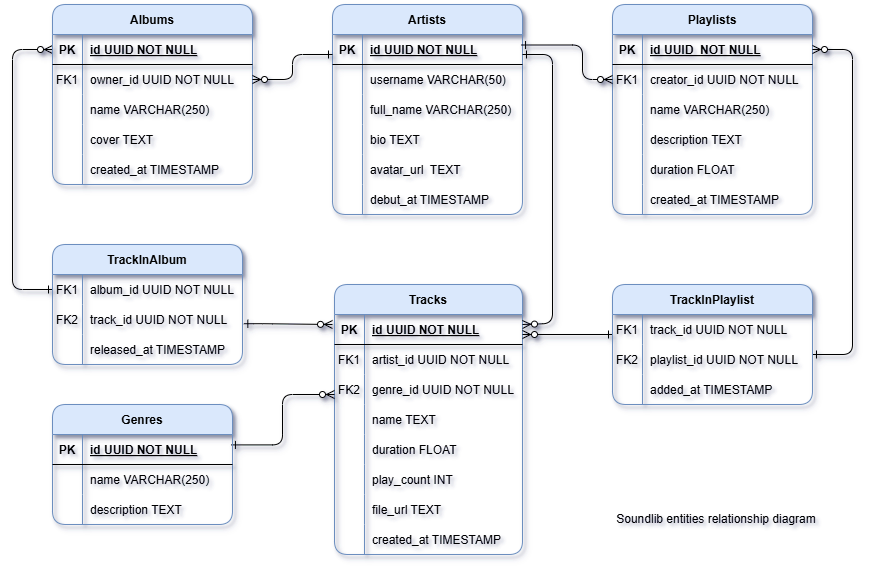 Albums
PK id UUID NOT NULL
FK1 owner_id UUID NOT NULL
name VARCHAR(250)
cover TEXT
created_at TIMESTAMP
Artists
PK id UUID NOT NULL
username VARCHAR(50)
full_name VARCHAR(250)
bio TEXT
avatar_url TEXT
debut_at TIMESTAMP
Playlists
PK id UUID NOT NULL
FK1 creator_id UUID NOT NULL
name VARCHAR(250)
description TEXT
duration FLOAT
created_at TIMESTAMP
TrackInAlbum
FK1 album_id UUID NOT NULL
FK2 track_id UUID NOT NULL
released_at TIMESTAMP
Tracks
PK id UUID NOT NULL
FK1 artist_id UUID NOT NULL
FK2 genre_id UUID NOT NULL
name TEXT
duration FLOAT
play_count INT
file_url TEXT
created_at TIMESTAMP
TrackInPlaylist
FK1 track_id UUID NOT NULL
FK2 playlist_id UUID NOT NULL
added_at TIMESTAMP
Genres
PK id UUID NOT NULL
name VARCHAR(250)
description TEXT
Soundlib entities relationship diagram